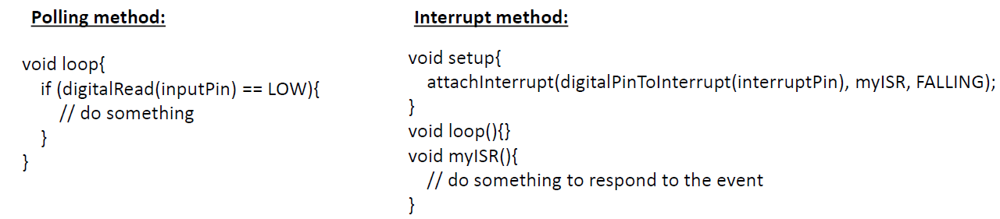 Polling method:
void loop{
if (digitalRead(inputPin) == LOW){
// do something
}
}
Interrupt method:
void setup{
attachInterrupt(digitalPinToInterrupt(interruptPin), myISR, FALLING);
}
void loop(){}
void myISR(){
// do something to respond to the event
}